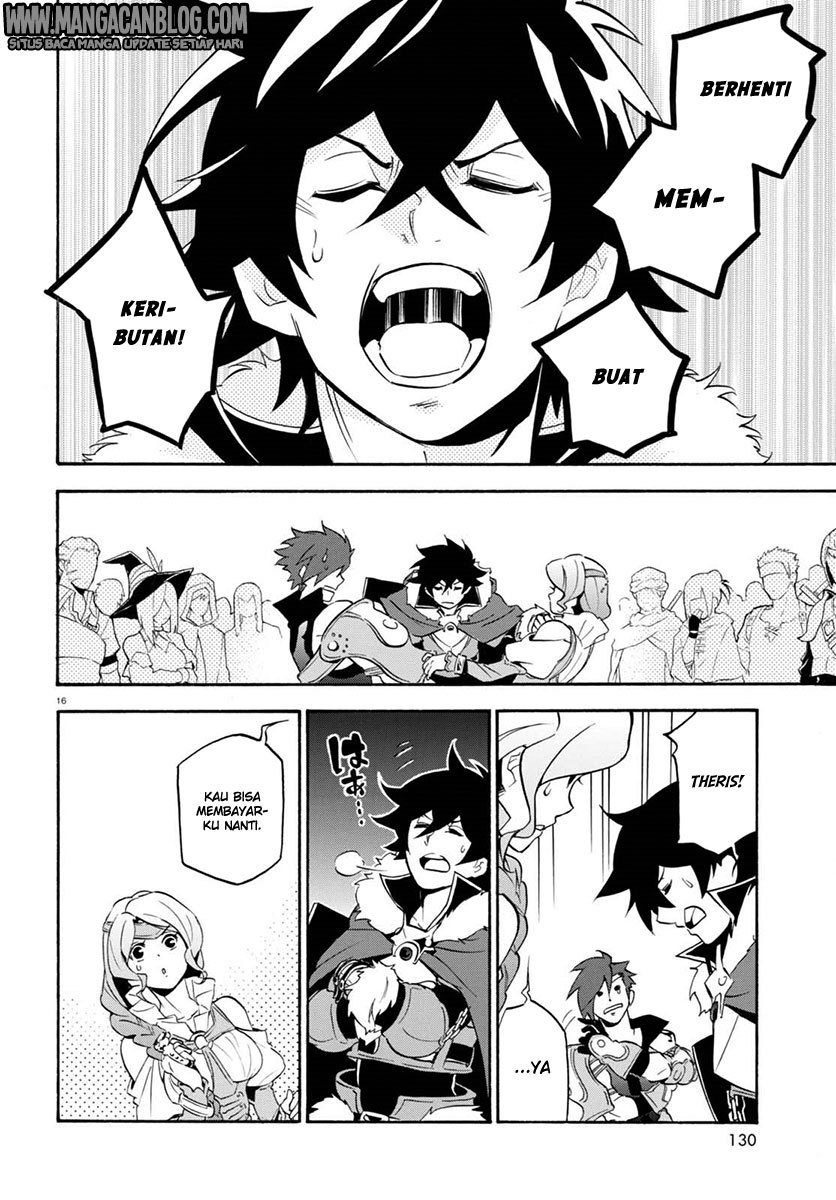 WWW.MANGACANBLOG.COM
SITUS BACA MANGA UPDATE SETIAP HARI
BERHENTI
MEM-
BUAT
KERI-
BUTAN!
16
THERIS!
...YA
はぁ...
KAU BISA
MEMBAYAR-
KU NANTI.
130